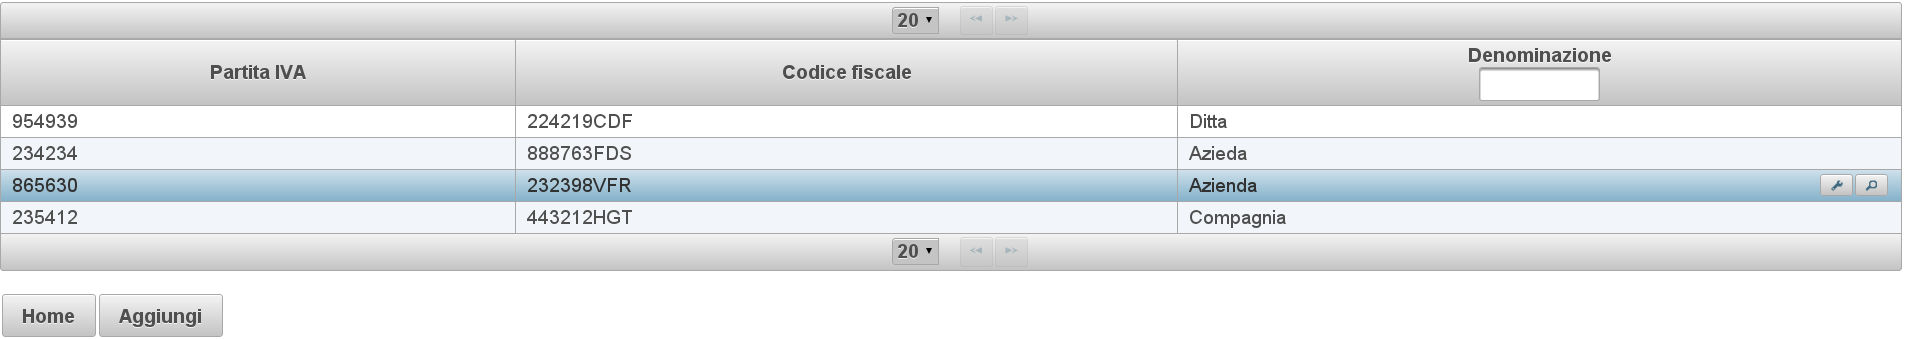 20
Partita IVA Codice fiscale Denominazione
954939 224219CDF Ditta
234234 888763FDS Azieda
865630 232398VFR Azienda
235412 443212HGT Compagnia
20
Home Aggiungi